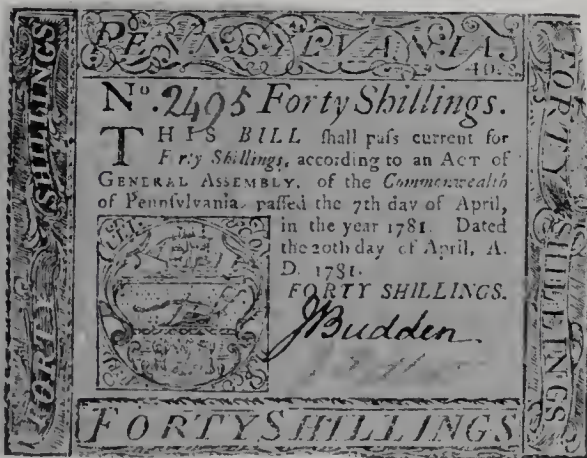 PENNSYLVANIA.
40.S
No. 2495 Forty Shillings.
THIS BILL ſhall paſs current for
Forty Shillings, according to an ACT of
GENERAL ASSEMBLY, of the Commonwealth
of Pennſylvania, paſſed the 7th day of April,
in the year 1781. Dated
the 20th day of April, A.
D. 1781.
FORTY SHILLINGS.
JBudden
FORTY SHILLINGS
FORTY SHILLINGS
FORTY SHILLINGS